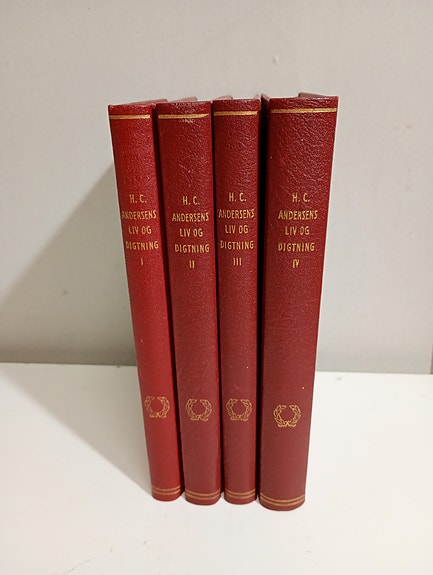 H. C.
ANDERSENS
LIV OG
DIGTNING
I
H. C.
ANDERSENS
LIV OG
DIGTNING
II
H. C.
ANDERSENS
LIV OG
DIGTNING
III
H. C.
ANDERSENS
LIV OG
DIGTNING
IV